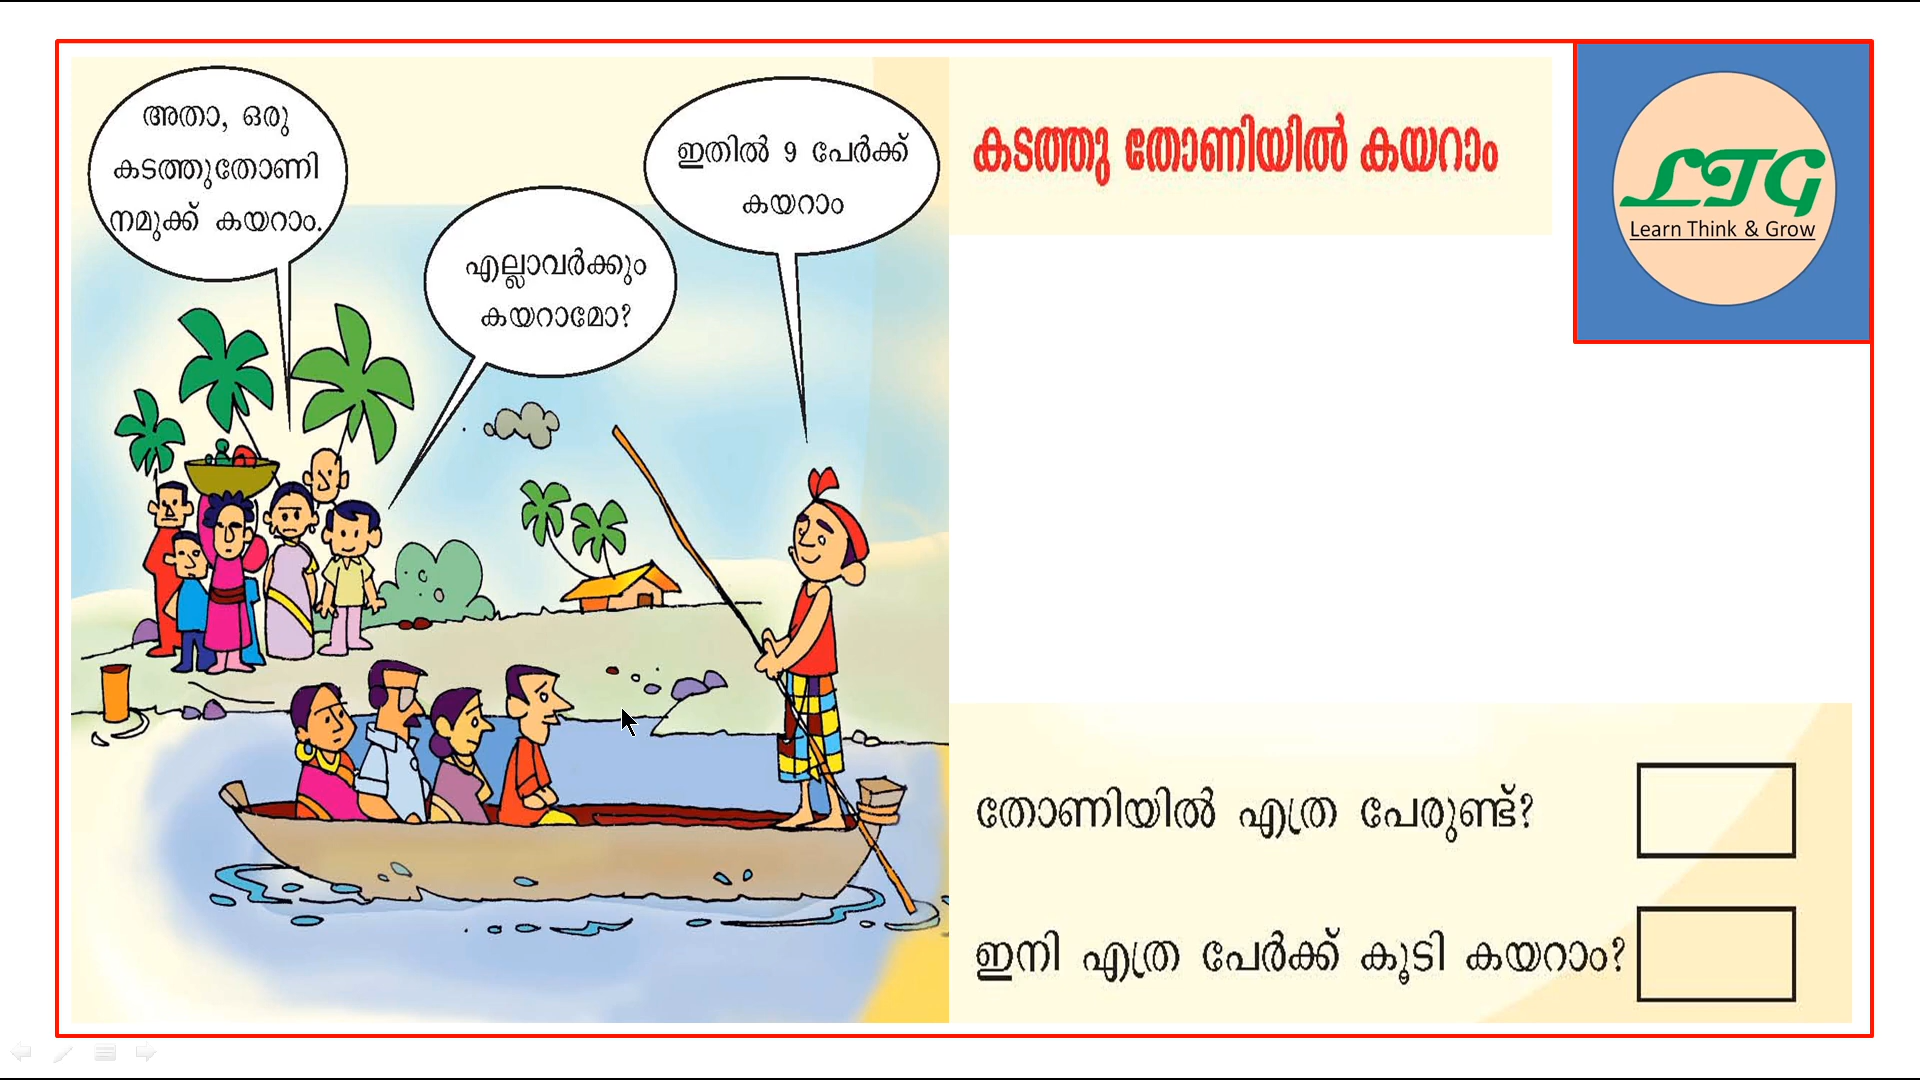 അതാ, ഒരു
കടത്തുതോണി
നമുക്ക് കയറാം.
എല്ലാവർക്കും
കയറാമോ?
ഇതിൽ 9 പേർക്ക്
കയറാം
കടത്തു തോണിയിൽ കയറാം
LTG
Learn Think & Grow
തോണിയിൽ എത്ര പേരുണ്ട്?
ഇനി എത്ര പേർക്ക് കൂടി കയറാം?